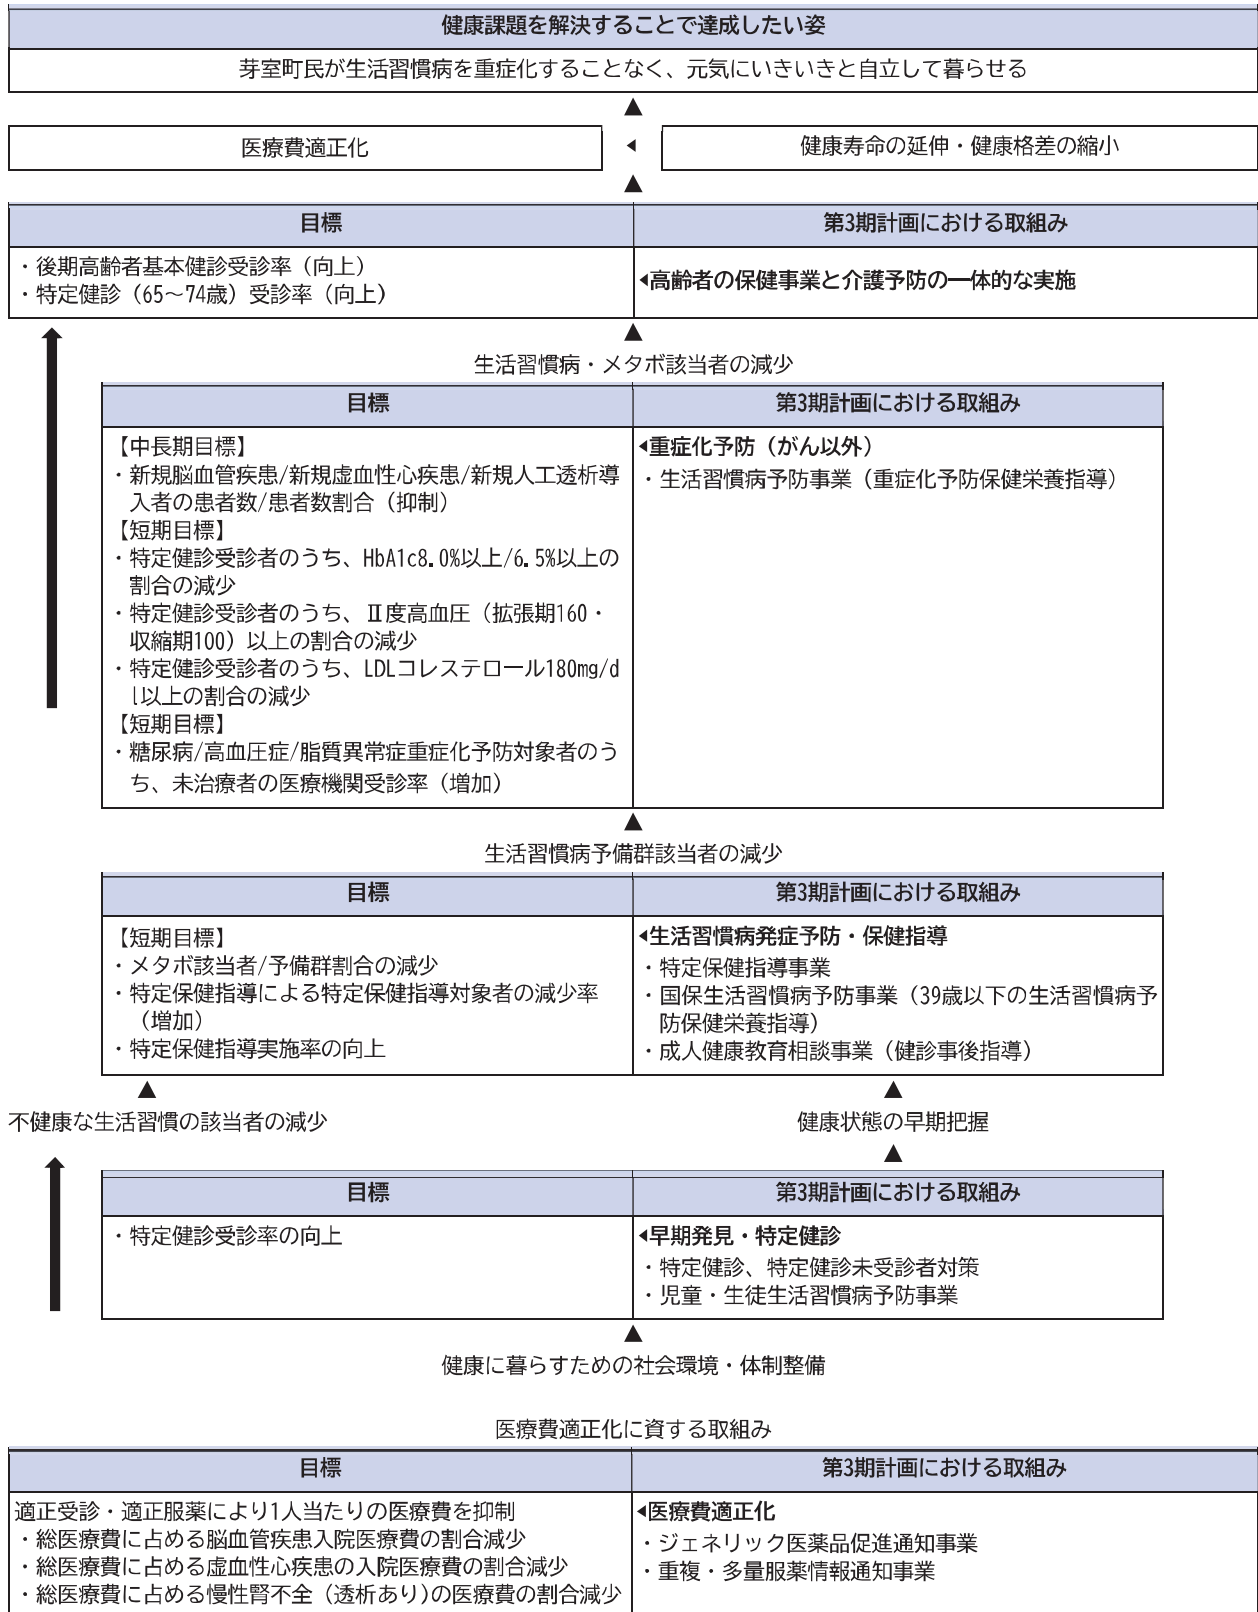 健康課題を解決することで達成したい姿
芽室町民が生活習慣病を重症化することなく、元気にいきいきと自立して暮らせる
▲
医療費適正化
◀
健康寿命の延伸・健康格差の縮小
▲
目標
第3期計画における取組み
・後期高齢者基本健診受診率(向上)
・特定健診(65~74歳)受診率(向上)
◀高齢者の保健事業と介護予防の一体的な実施
▲
生活習慣病・メタボ該当者の減少
目標
第3期計画における取組み
【中長期目標】
・新規脳血管疾患/新規虚血性心疾患/新規人工透析導
入者の患者数/患者数割合(抑制)
【短期目標】
・特定健診受診者のうち、HbA1c8.0%以上/6.5%以上の
割合の減少
・特定健診受診者のうち、Ⅱ度高血圧(拡張期160・
収縮期100)以上の割合の減少
・特定健診受診者のうち、LDLコレステロール180mg/d
l以上の割合の減少
【短期目標】
・糖尿病/高血圧症/脂質異常症重症化予防対象者のう
ち、未治療者の医療機関受診率(増加)
◀重症化予防(がん以外)
・生活習慣病予防事業(重症化予防保健栄養指導)
▲
生活習慣病予備群該当者の減少
目標
第3期計画における取組み
【短期目標】
・メタボ該当者/予備群割合の減少
・特定保健指導による特定保健指導対象者の減少率
(増加)
・特定保健指導実施率の向上
◀生活習慣病発症予防・保健指導
・特定保健指導事業
・国保生活習慣病予防事業(39歳以下の生活習慣病予
防保健栄養指導)
・成人健康教育相談事業(健診事後指導)
▲
不健康な生活習慣の該当者の減少
▲
健康状態の早期把握
▲
目標
第3期計画における取組み
・特定健診受診率の向上
◀早期発見・特定健診
・特定健診、特定健診未受診者対策
・児童・生徒生活習慣病予防事業
▲
健康に暮らすための社会環境・体制整備
医療費適正化に資する取組み
目標
第3期計画における取組み
適正受診・適正服薬により1人当たりの医療費を抑制
・総医療費に占める脳血管疾患入院医療費の割合減少
・総医療費に占める虚血性心疾患の入院医療費の割合減少
・総医療費に占める慢性腎不全(透析あり)の医療費の割合減少
◀医療費適正化
・ジェネリック医薬品促進通知事業
・重複・多量服薬情報通知事業